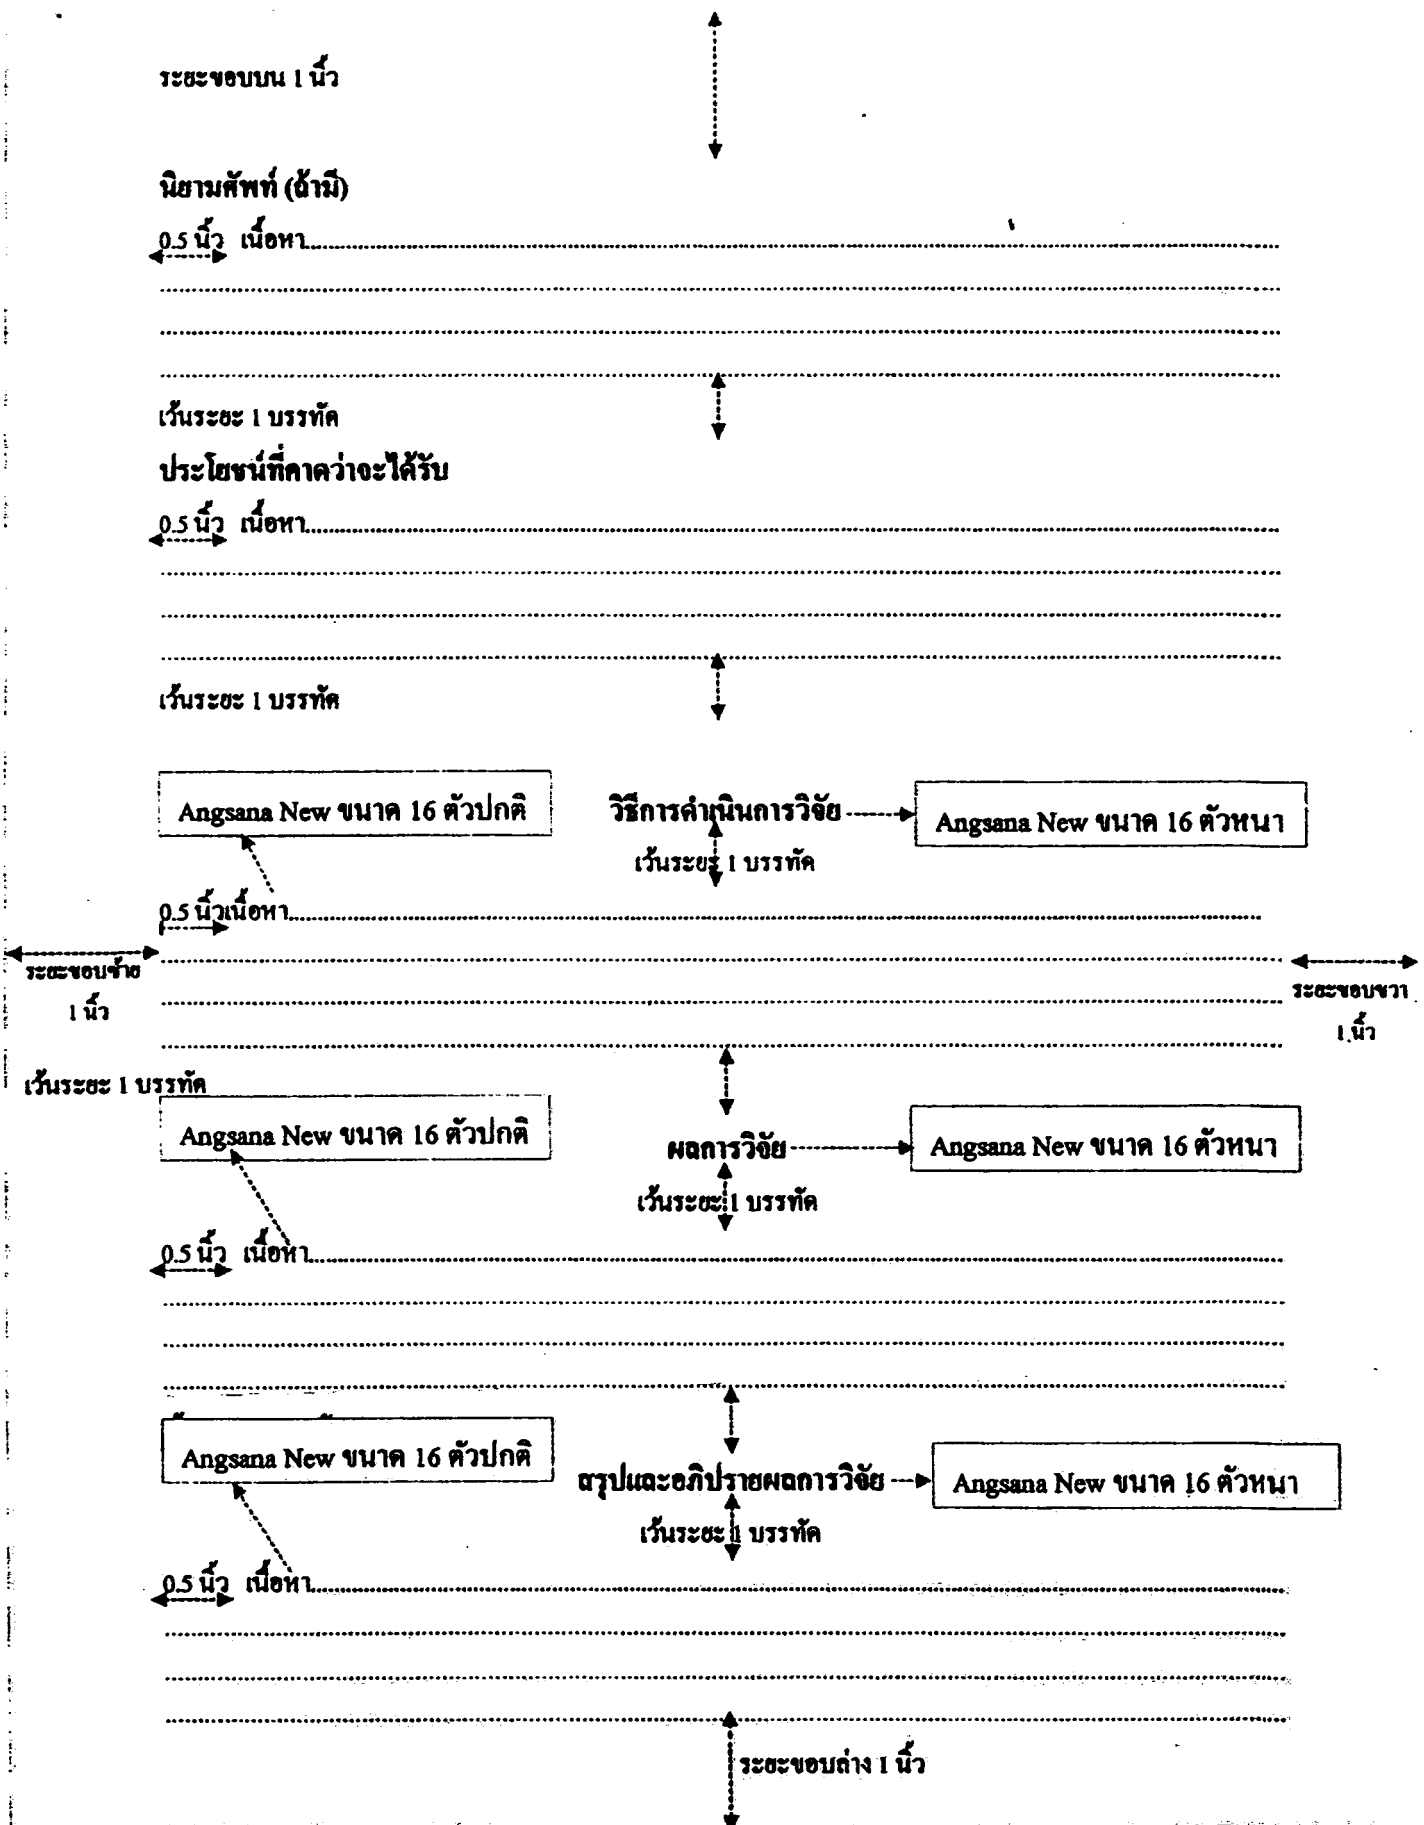 ระยะขอบบน 1 นิ้ว
นิยามศัพท์ (ถ้ามี)
0.5 นิ้ว เนื้อหา
เว้นระยะ 1 บรรทัด
ประโยชน์ที่คาดว่าจะได้รับ
0.5 นิ้ว เนื้อหา
เว้นระยะ 1 บรรทัด
Angsana New ขนาด 16 ตัวปกติ วิธีการดำเนินการวิจัย Angsana New ขนาด 16 ตัวหนา
เว้นระยะ 1 บรรทัด
0.5 นิ้วเนื้อหา
ระยะขอบซ้าย
1 นิ้ว
ระยะขอบขวา
1 นิ้ว
เว้นระยะ 1 บรรทัด
Angsana New ขนาด 16 ตัวปกติ ผลการวิจัย Angsana New ขนาด 16 ตัวหนา
เว้นระยะ 1 บรรทัด
0.5 นิ้ว เนื้อหา
Angsana New ขนาด 16 ตัวปกติ สรุปและอภิปรายผลการวิจัย Angsana New ขนาด 16 ตัวหนา
เว้นระยะ 1 บรรทัด
0.5 นิ้ว เนื้อหา
ระยะขอบล่าง 1 นิ้ว